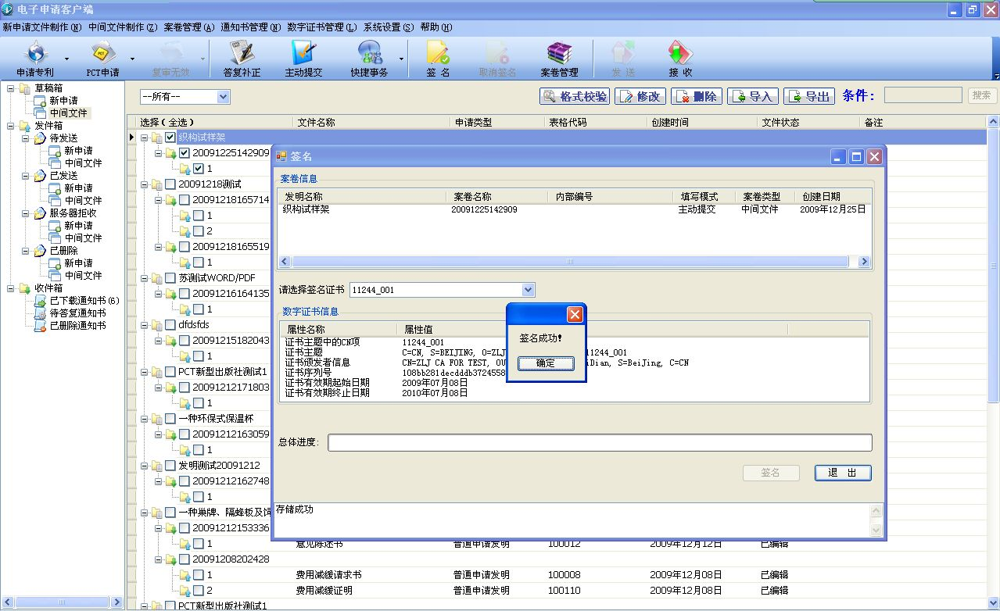 电子申请客户端
新申请文件制作(N) 中间文件制作(Z) 案卷管理(A) 通知书管理(N) 数字证书管理(L) 系统设置(S) 帮助(H)
申请专利 PCT申请 复审无效 答复补正 主动提交 快捷事务 签 名 取消签名 案卷管理 发 送 接 收
草稿箱
新申请
中间文件
发件箱
待发送
新申请
中间文件
已发送
新申请
中间文件
服务器拒收
新申请
中间文件
已删除
新申请
中间文件
收件箱
已下载通知书(6)
待答复通知书
已删除通知书
--所有-- 格式校验 修改 删除 导入 导出 条件: 搜索
选择(全选) 文件名称 申请类型 表格代码 创建时间 文件状态 备注
织构试样架
20091225142909
1
20091218测试
20091218165714
1
2
20091218165519
1
苏测试WORD/PDF
20091216164135
1
dfdsfds
20091215182043
1
PCT新型出版社测试1
20091212171803
1
一种环保式保温杯
20091212163059
1
发明测试20091212
20091212162748
1
一种巢牌、隔蜂板及饲
20091212153336
1 意见陈述书 普通申请发明 100012 2009年12月12日 已编辑
20091208202428
1 费用减缓请求书 普通申请发明 100008 2009年12月08日 已编辑
2 费用减缓证明 普通申请发明 100110 2009年12月08日 已编辑
PCT新型出版社测试1
签名
案卷信息
发明名称 案卷名称 内部编号 填写模式 案卷类型 创建日期
织构试样架 20091225142909 主动提交 中间文件 2009年12月25日
请选择签名证书 11244_001
数字证书信息
属性名称 属性值
证书主题中的CN项 11244_001
证书主题 C=CN, S=BEIJING, O=ZLJ 11244_001
证书颁发者信息 CN=ZLJ CA FOR TEST, OU iDian, S=BeiJing, C=CN
证书序列号 108bb281decdddb3724558
证书有效期起始日期 2009年07月08日
证书有效期终止日期 2010年07月08日
签名成功!
确定
总体进度:
签名 退 出
存储成功